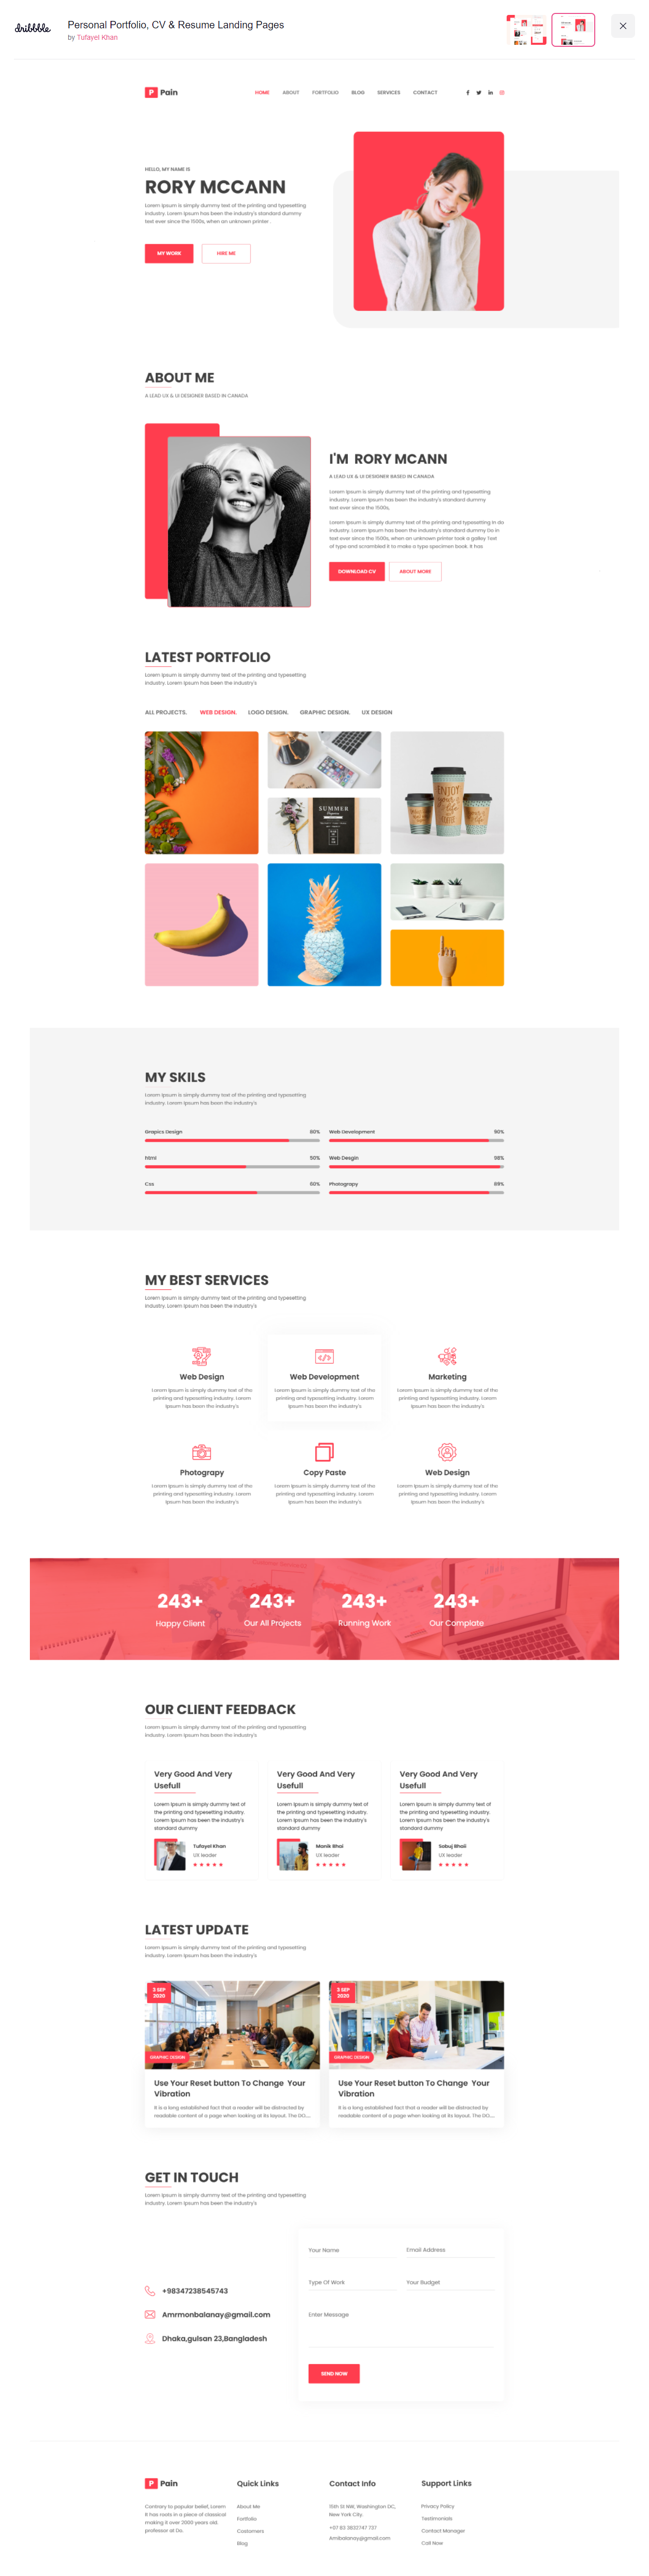 dribbble
Personal Portfolio, CV & Resume Landing Pages
by Tufayel Khan
P Pain
HOME ABOUT FORTFOLIO BLOG SERVICES CONTACT
HELLO, MY NAME IS
RORY MCCANN
Lorem Ipsum is simply dummy text of the printing and typesetting
industry. Lorem Ipsum has been the industry's standard dummy
text ever since the 1500s, when an unknown printer .
MY WORK HIRE ME
ABOUT ME
A LEAD UX & UI DESIGNER BASED IN CANADA
I'M RORY MCANN
A LEAD UX & UI DESIGNER BASED IN CANADA
Lorem Ipsum is simply dummy text of the printing and typesetting
industry. Lorem Ipsum has been the industry's standard dummy
text ever since the 1500s,
Lorem Ipsum is simply dummy text of the printing and typesetting in do
industry. Lorem Ipsum has been the industry's standard dummy Go in
text ever since the 1500s, when an unknown printer took a galley Text
of type and scrambled it to make a type specimen book. It has
DOWNLOAD CV ABOUT MORE
LATEST PORTFOLIO
Lorem Ipsum is simply dummy text of the printing and typesetting
industry. Lorem Ipsum has been the industry's
ALL PROJECTS. WEB DESIGN. LOGO DESIGN. GRAPHIC DESIGN. UX DESIGN
SUMMER
ENJOY
MY SKILS
Lorem Ipsum is simply dummy text of the printing and typesetting
industry. Lorem Ipsum has been the industry's
Grapics Design 80% Web Development 90%
html 50% Web Desgin 98%
Css 60% Photograpy 89%
MY BEST SERVICES
Lorem Ipsum is simply dummy text of the printing and typesetting
industry. Lorem Ipsum has been the industry's
Web Design Web Development Marketing
Lorem Ipsum is simply dummy text of the Lorem Ipsum is simply dummy text of the Lorem Ipsum is simply dummy text of the
printing and typesetting industry. Lorem printing and typesetting industry. Lorem printing and typesetting industry. Lorem
Ipsum has been the industry's Ipsum has been the industry's Ipsum has been the industry's
Photograpy Copy Paste Web Design
Lorem Ipsum is simply dummy text of the Lorem Ipsum is simply dummy text of the Lorem Ipsum is simply dummy text of the
printing and typesetting industry. Lorem printing and typesetting industry. Lorem printing and typesetting industry. Lorem
Ipsum has been the industry's Ipsum has been the industry's Ipsum has been the industry's
243+ 243+ 243+ 243+
Happy Client Our All Projects Running Work Our Complate
OUR CLIENT FEEDBACK
Lorem Ipsum is simply dummy text of the printing and typesetting
industry. Lorem Ipsum has been the industry's
Very Good And Very Very Good And Very Very Good And Very
Usefull Usefull Usefull
Lorem Ipsum is simply dummy text of Lorem Ipsum is simply dummy text of Lorem Ipsum is simply dummy text of
the printing and typesetting industry. the printing and typesetting industry. the printing and typesetting industry.
Lorem Ipsum has been the industry's Lorem Ipsum has been the industry's Lorem Ipsum has been the industry's
standard dummy standard dummy standard dummy
Tufayel Khan Manik Bhai Sobuj Bhaii
UX leader UX leader UX leader
LATEST UPDATE
Lorem Ipsum is simply dummy text of the printing and typesetting
industry. Lorem Ipsum has been the industry's
3 SEP 3 SEP
2020 2020
GRAPHIC DESIGN GRAPHIC DESIGN
Use Your Reset button To Change Your Use Your Reset button To Change Your
Vibration Vibration
It is a long established fact that a reader will be distracted by It is a long established fact that a reader will be distracted by
readable content of a page when looking at its layout. The DO.... readable content of a page when looking at its layout. The DO....
GET IN TOUCH
Lorem Ipsum is simply dummy text of the printing and typesetting
industry. Lorem Ipsum has been the industry's
Your Name Email Address
Type Of Work Your Budget
Enter Message
+98347238545743
Amrmonbalanay@gmail.com
Dhaka,gulsan 23,Bangladesh
SEND NOW
P Pain Quick Links Contact Info Support Links
Contrary to popular belief, Lorem About Me 15th St NW, Washington DC, Privacy Policy
It has roots in a piece of classical Fortfolio New York City. Testimonials
making it over 2000 years old. Customers +07 83 3832747 737 Contact Manager
professor at Do. Blog Amibalanay@gmail.com Call Now